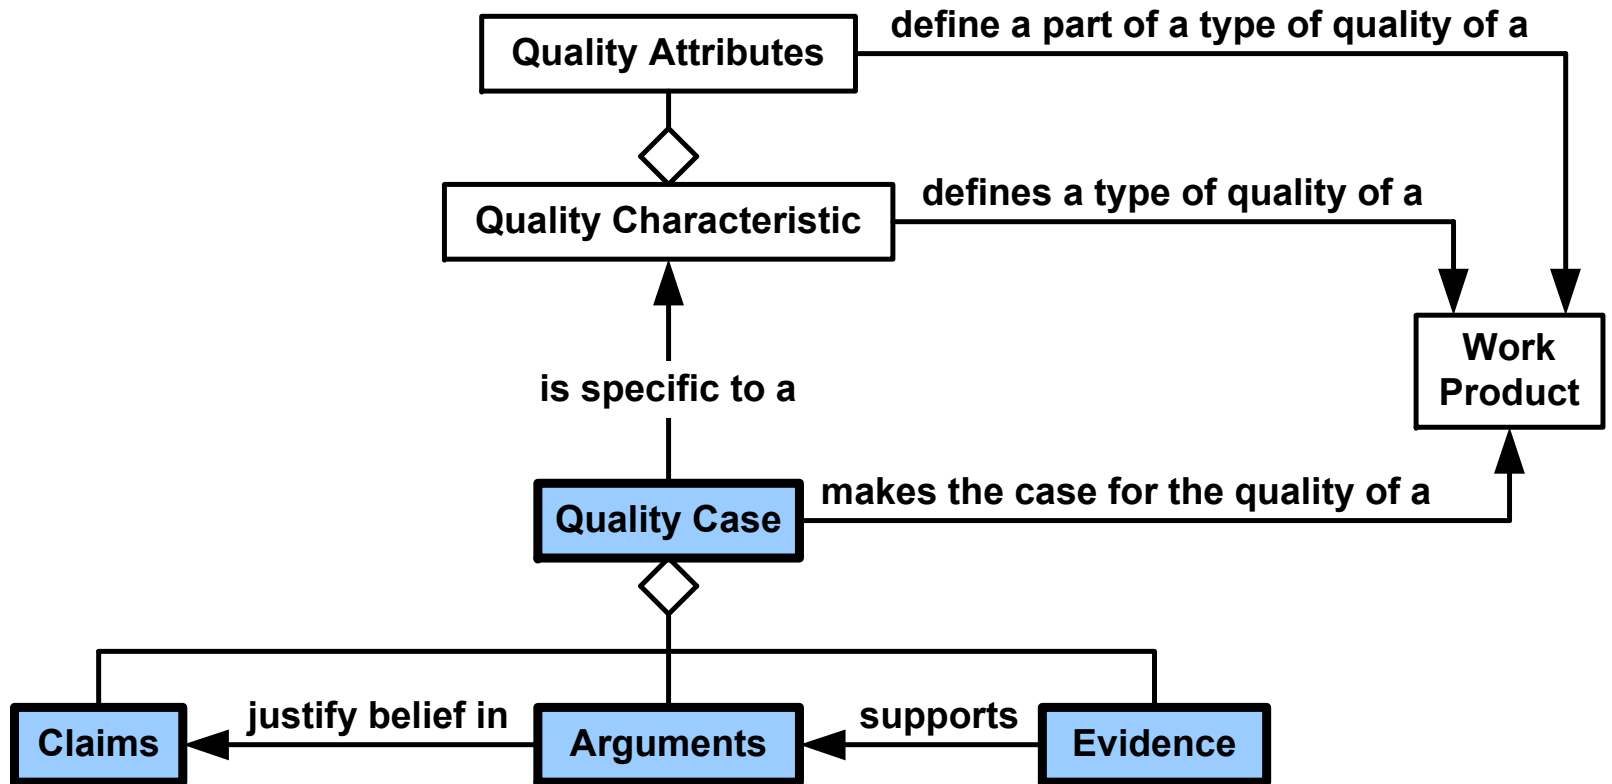 define a part of a type of quality of a
Quality Attributes
defines a type of quality of a
Quality Characteristic
Work
Product
is specific to a
makes the case for the quality of a
Quality Case
justify belief in
supports
Claims
Arguments
Evidence